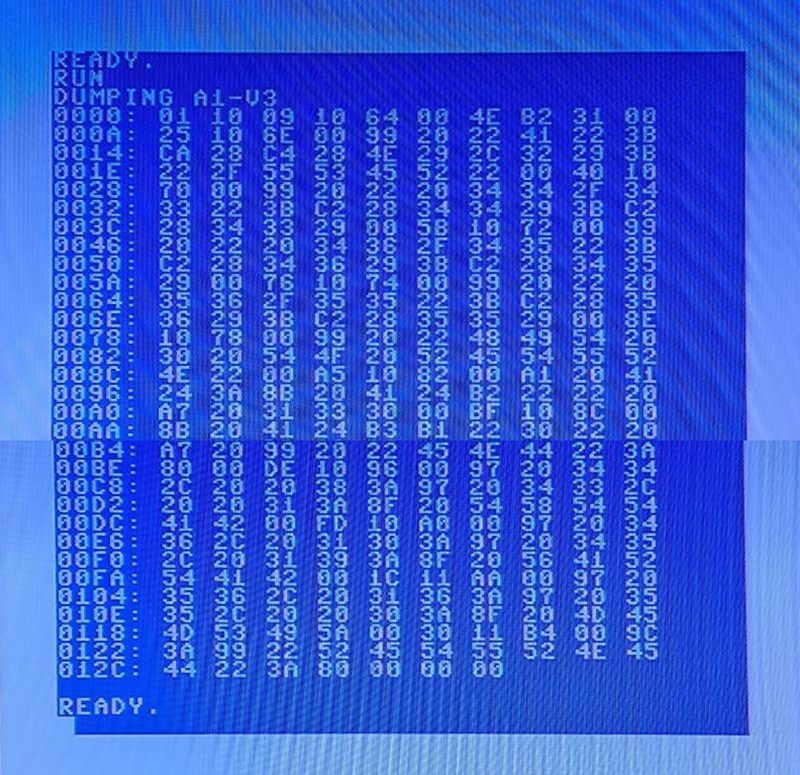 READY.
RUN
DUMPING A1-V3
0000: 01 10 09 10 64 00 4E B2 31 00
000A: 25 10 6E 00 99 20 22 41 22 3B
0014: CA 28 C4 28 4E 29 2C 32 29 3B
001E: 22 2F 55 53 45 52 22 00 40 10
0028: 70 00 99 20 22 20 34 34 2F 34
0032: 33 22 3B C2 28 34 34 29 3B C2
003C: 28 34 33 29 00 5B 10 72 00 99
0046: 20 22 20 34 36 2F 34 35 22 3B
0050: C2 28 34 36 29 3B C2 28 34 35
005A: 29 00 76 10 74 00 99 20 22 20
0064: 35 36 2F 35 35 22 3B C2 28 35
006E: 36 29 3B C2 28 35 35 29 00 8E
0078: 10 78 00 99 20 22 48 49 54 20
0082: 30 20 54 4F 20 52 45 54 55 52
008C: 4E 22 00 A5 10 82 00 A1 20 41
0096: 24 3A 8B 20 41 24 B2 22 22 20
00A0: A7 20 31 33 30 00 BF 10 8C 00
00AA: 8B 20 41 24 B3 B1 22 30 22 20
00B4: A7 20 99 20 22 45 4E 44 22 3A
00BE: 80 00 DE 10 96 00 97 20 34 34
00C8: 2C 20 20 38 3A 97 20 34 33 2C
00D2: 20 20 31 3A 8F 20 54 58 54 54
00DC: 41 42 00 FD 10 A0 00 97 20 34
00E6: 36 2C 20 31 30 3A 97 20 34 35
00F0: 2C 20 31 39 3A 8F 20 56 41 52
00FA: 54 41 42 00 1C 11 AA 00 97 20
0104: 35 36 2C 20 31 36 3A 97 20 35
010E: 35 2C 20 20 30 3A 8F 20 4D 45
0118: 4D 53 49 5A 00 30 11 B4 00 9C
0122: 3A 99 22 52 45 54 55 52 4E 45
012C: 44 22 3A 80 00 00 00
READY.